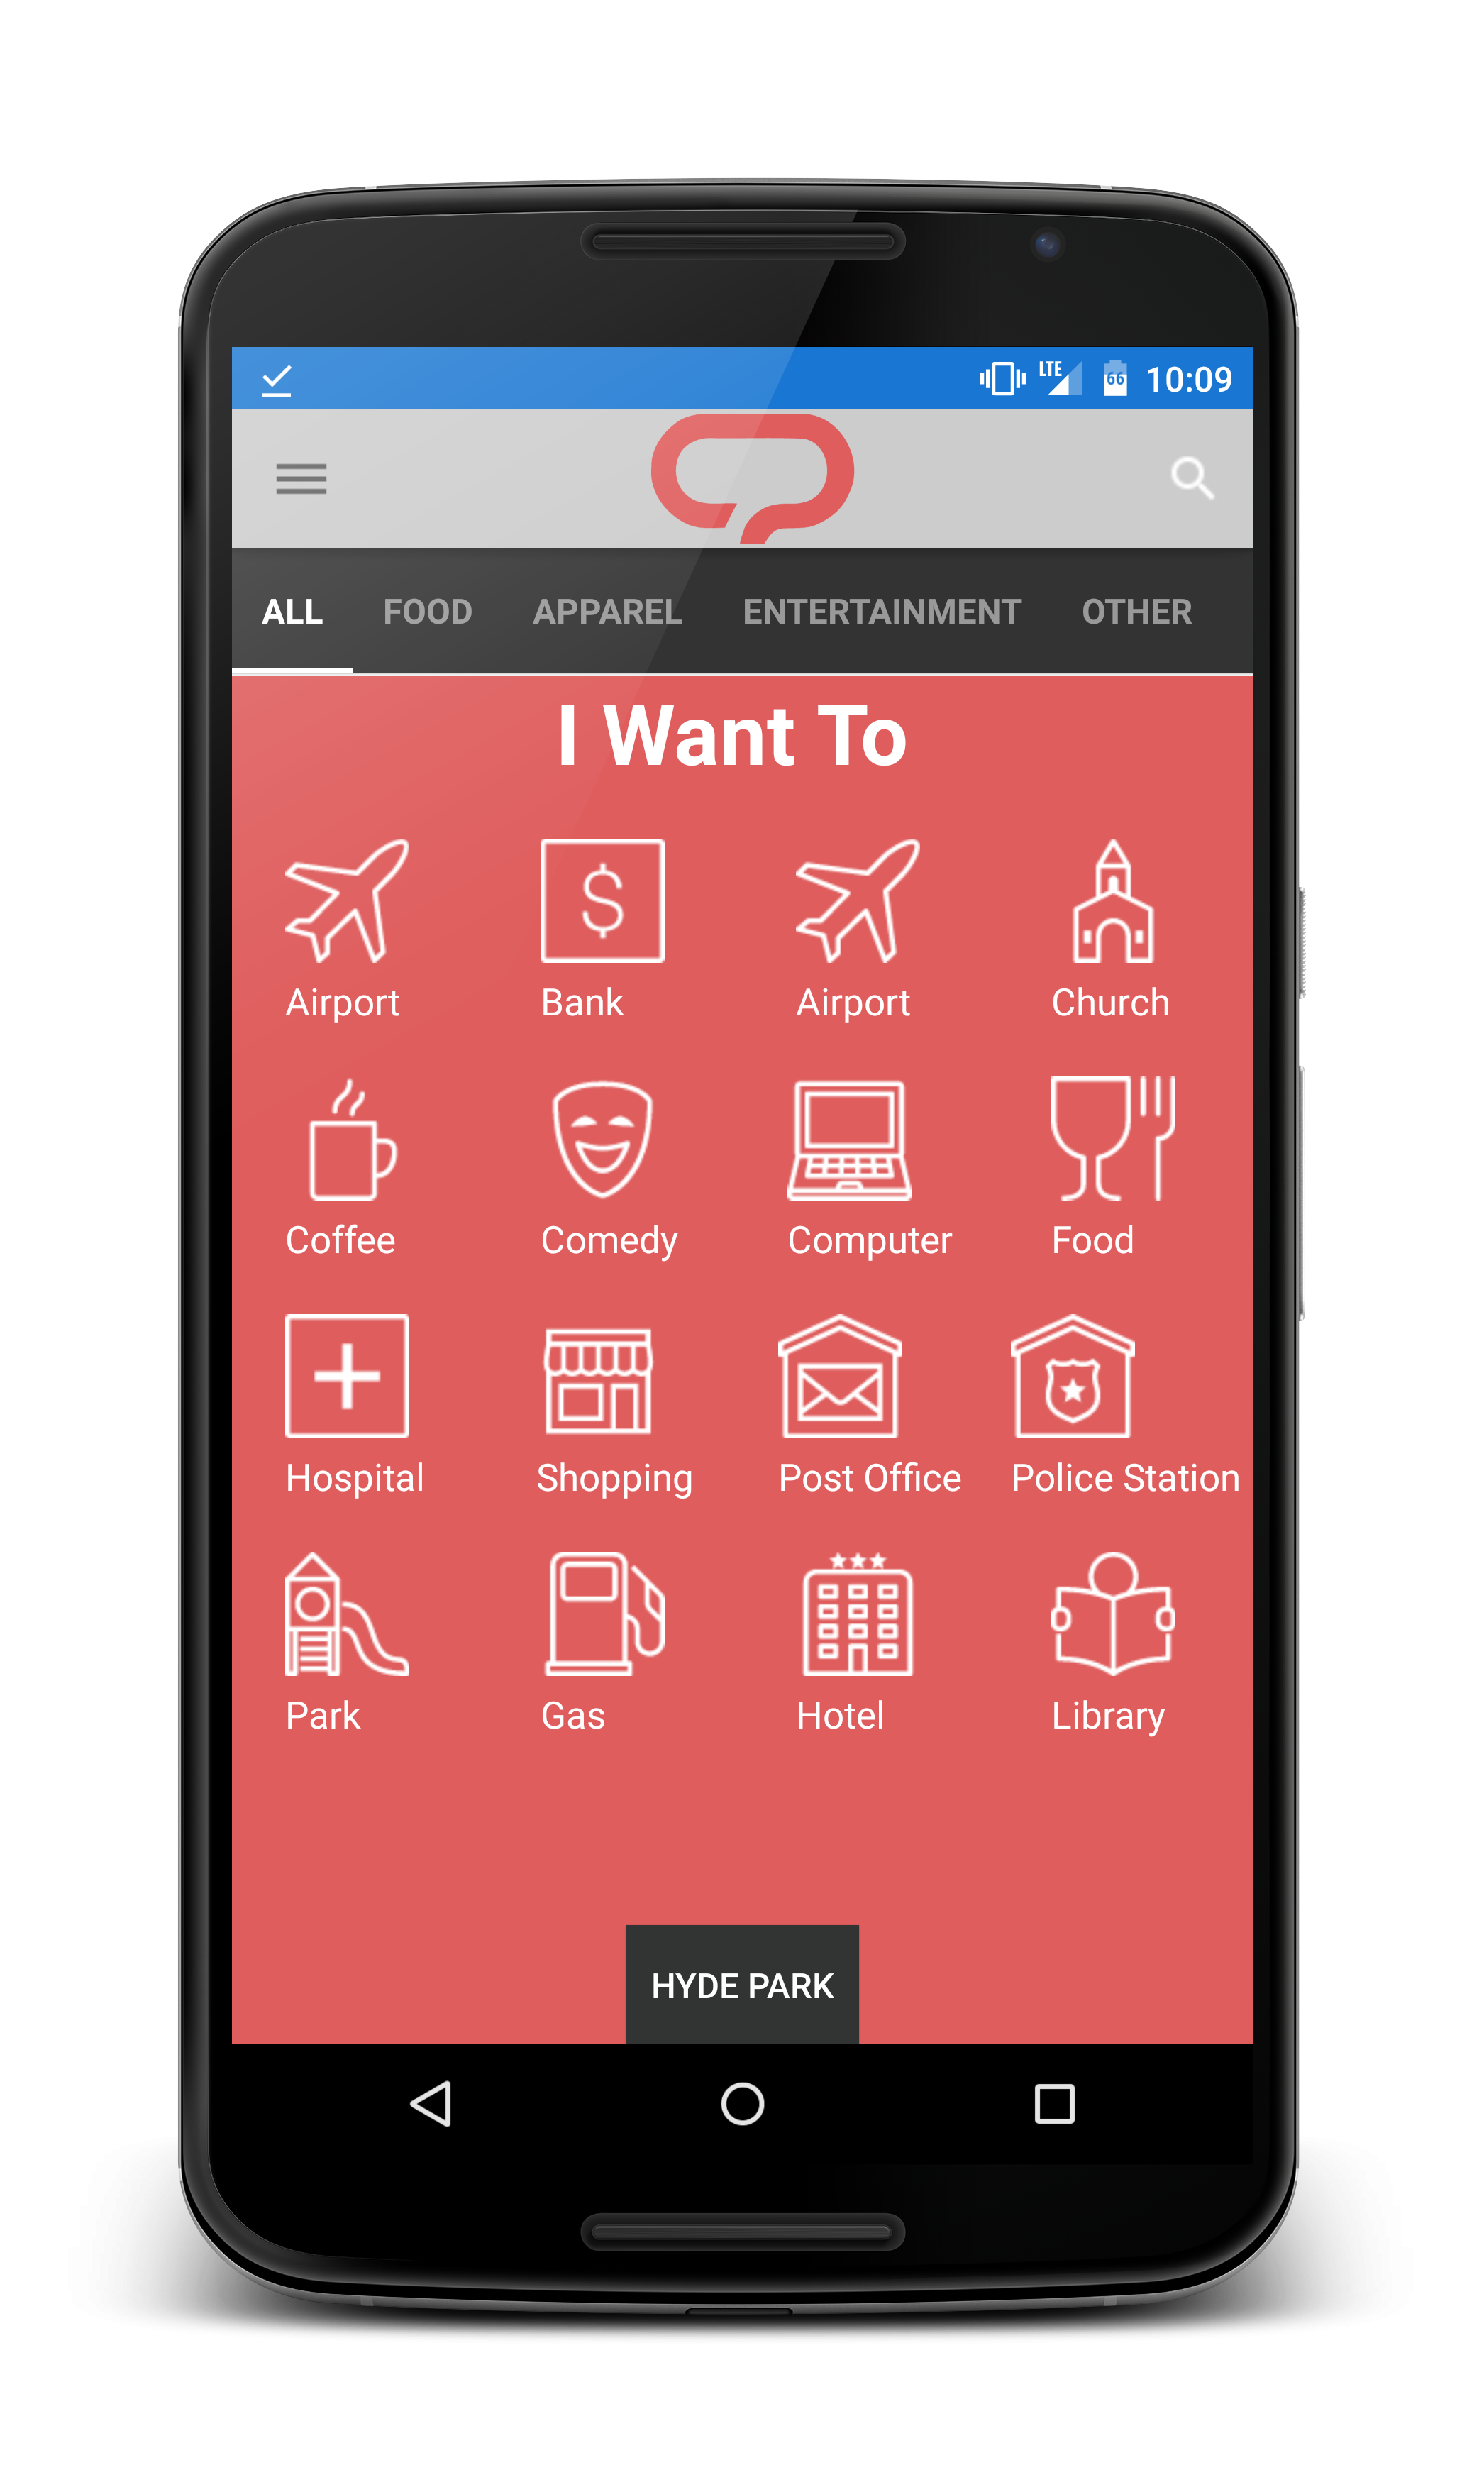 LTE 66 10:09
ALL FOOD APPAREL ENTERTAINMENT OTHER
I Want To
$
Airport Bank Airport Church
Coffee Comedy Computer Food
Hospital Shopping Post Office Police Station
Park Gas Hotel Library
HYDE PARK